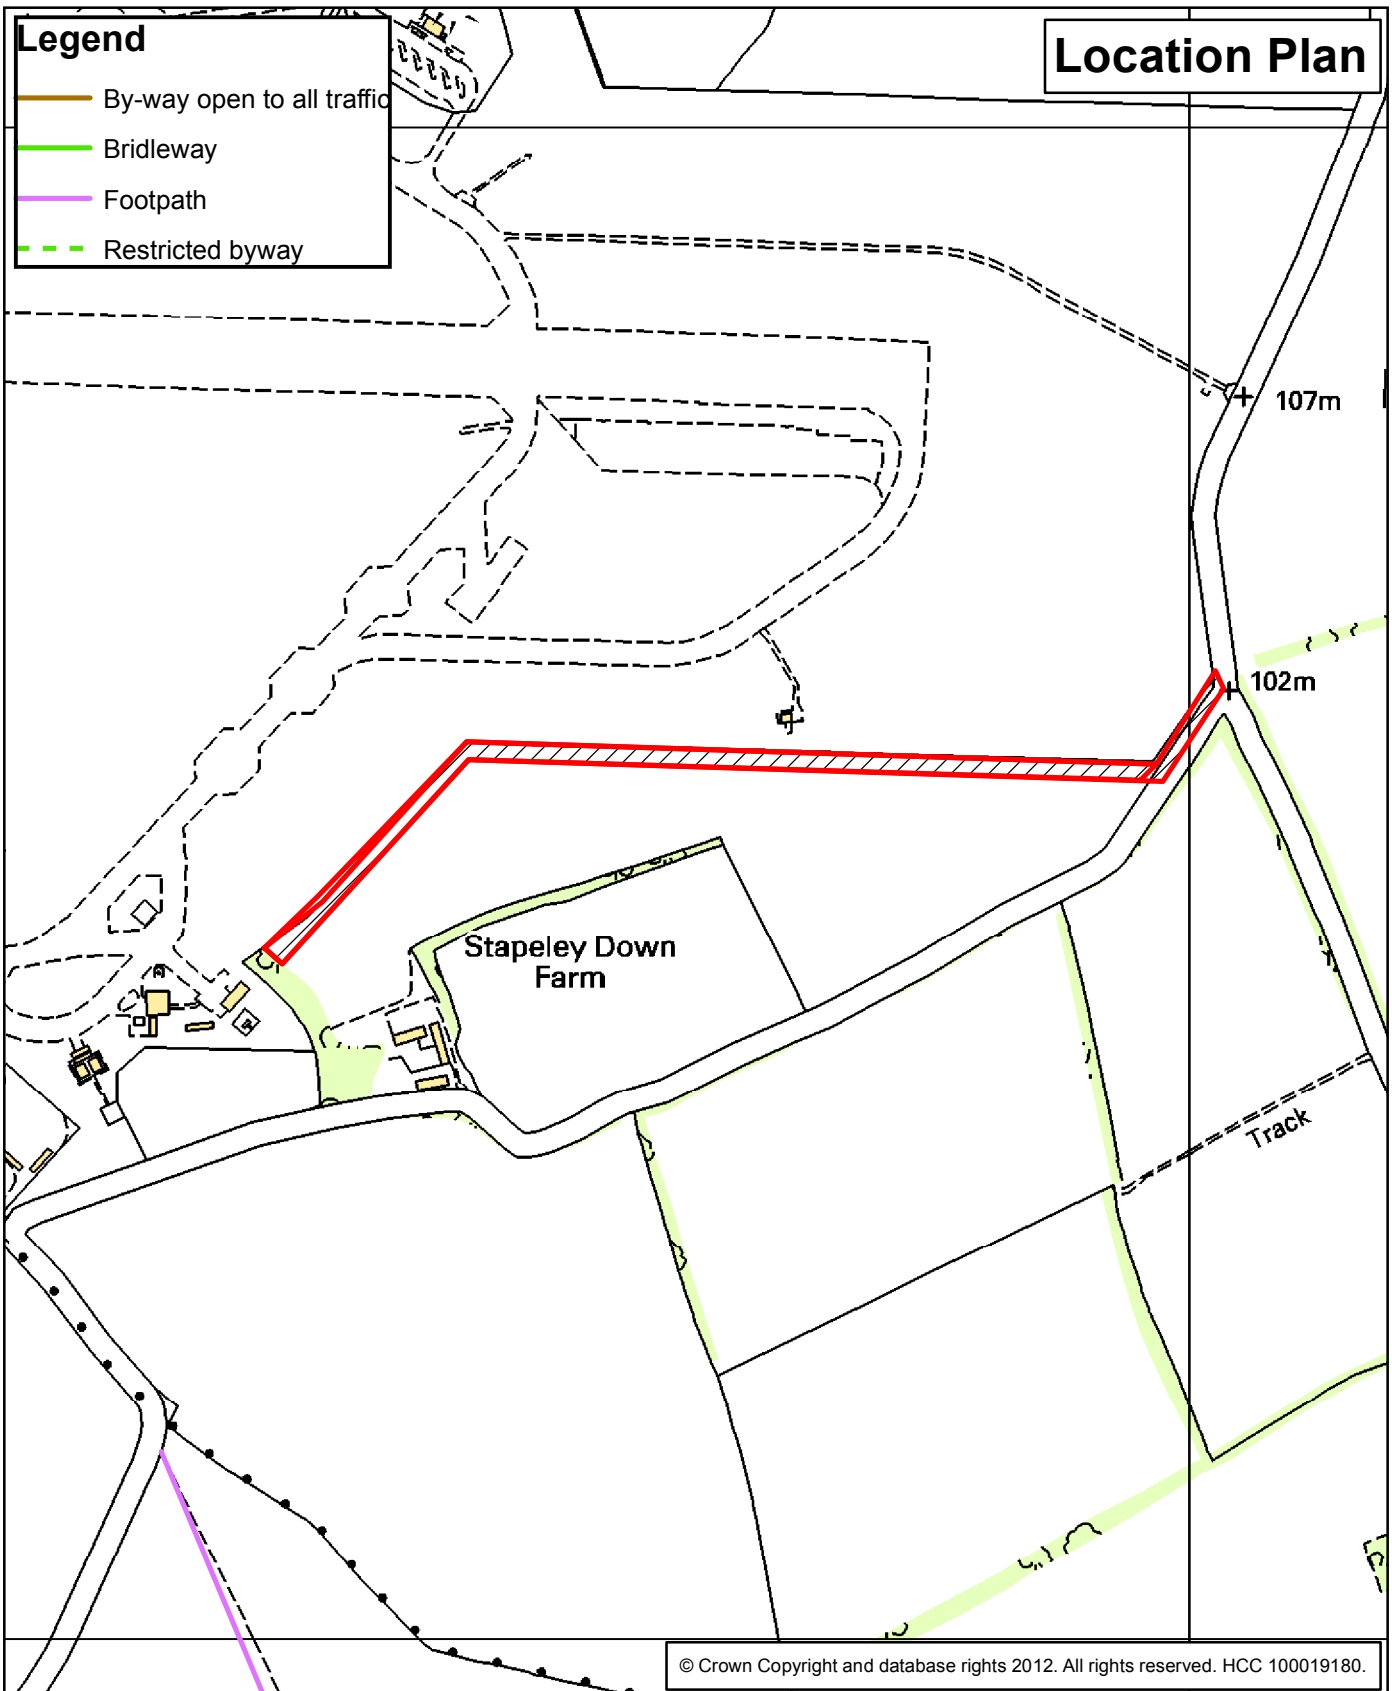 Legend
By-way open to all traffic
Bridleway
Footpath
Restricted byway
Location Plan
107m
102m
Stapeley Down
Farm
Track
© Crown Copyright and database rights 2012. All rights reserved. HCC 100019180.